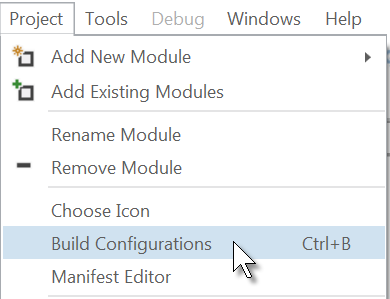 Project Tools Debug Windows Help
Add New Module
Add Existing Modules
Rename Module
Remove Module
Choose Icon
Build Configurations Ctrl+B
Manifest Editor